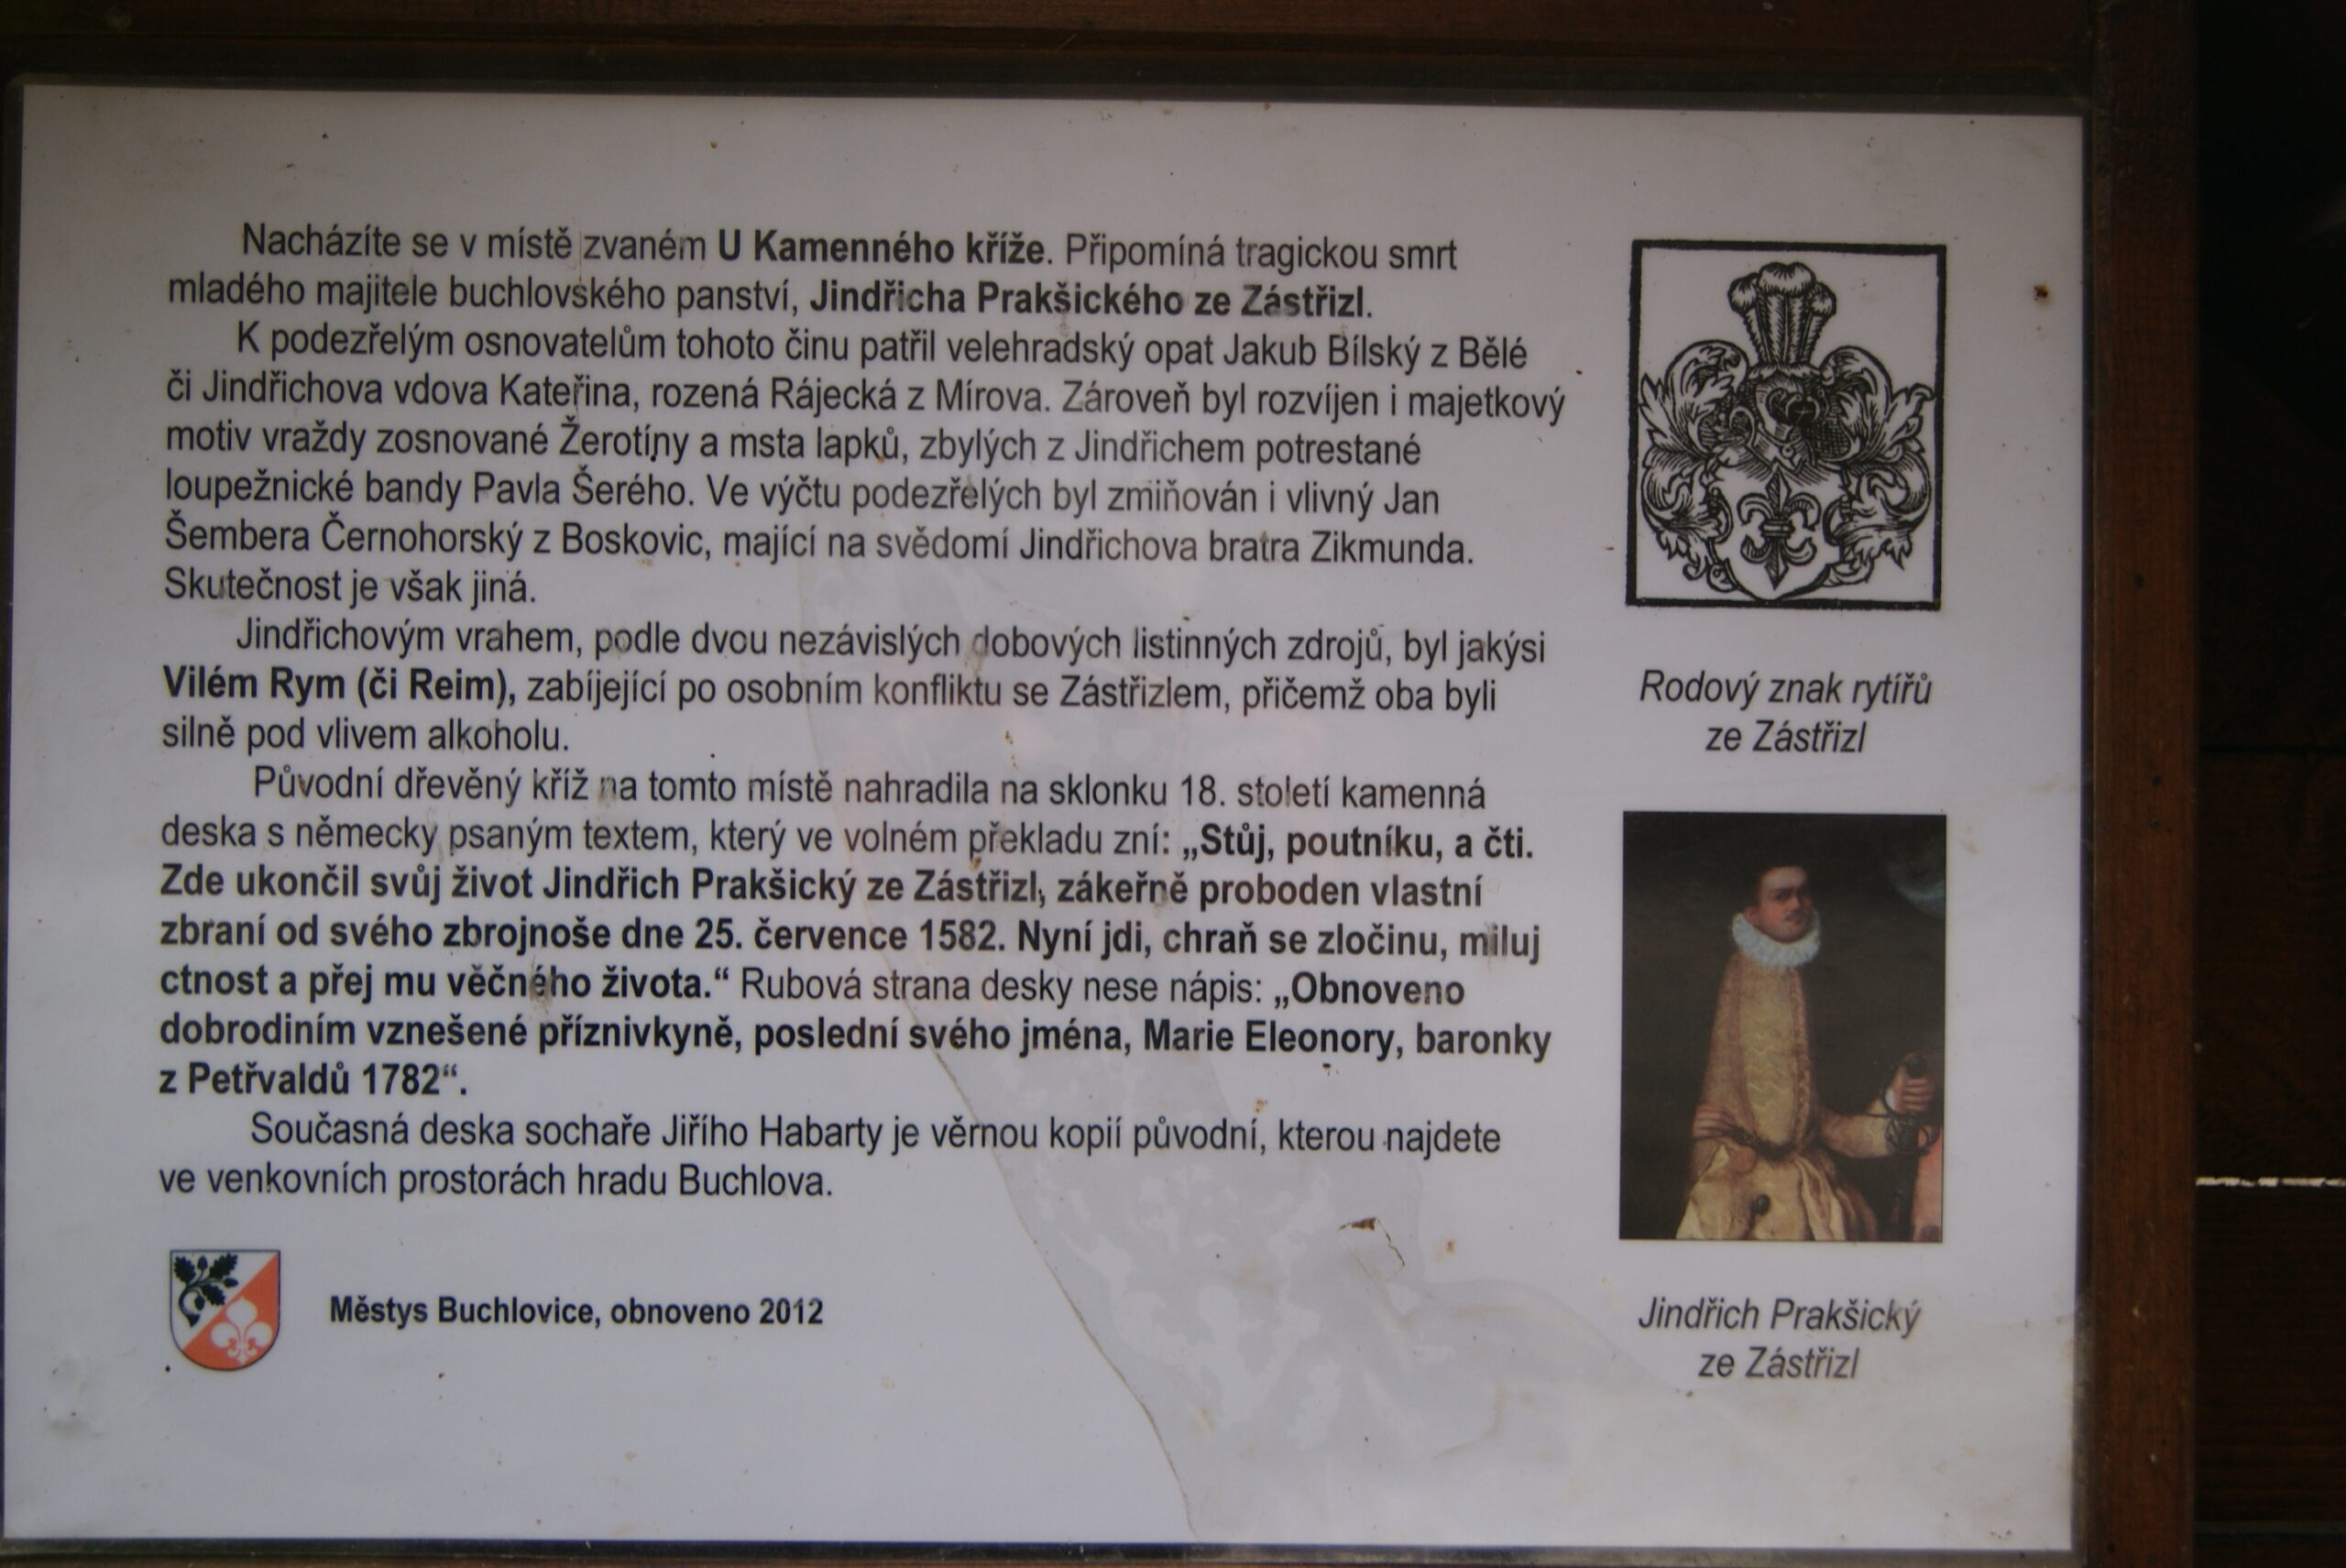 Nacházíte se v místě zvaném U Kamenného kříže. Připomíná tragickou smrt
mladého majitele buchlovského panství, Jindřicha Prakšického ze Zástřizl.
K podezřelým osnovatelům tohoto činu patřil velehradský opat Jakub Bílský z Bělé
či Jindřichova vdova Kateřina, rozená Rájecká z Mírova. Zároveň byl rozvíjen i majetkový
motiv vraždy zosnované Žerotíny a msta lapků, zbylých z Jindřichem potrestané
loupežnické bandy Pavla Šerého. Ve výčtu podezřelých byl zmiňován i vlivný Jan
Šembera Černohorský z Boskovic, mající na svědomí Jindřichova bratra Zikmunda.
Skutečnost je však jiná.
Jindřichovým vrahem, podle dvou nezávislých dobových listinných zdrojů, byl jakýsi
Vilém Rym (či Reim), zabíjející po osobním konfliktu se Zástřizlem, přičemž oba byli
silně pod vlivem alkoholu.
Původní dřevěný kříž na tomto místě nahradila na sklonku 18. století kamenná
deska s německy psaným textem, který ve volném překladu zní: „Stůj, poutníku, a čti.
Zde ukončil svůj život Jindřich Prakšický ze Zástřizl, zákeřně proboden vlastní
zbraní od svého zbrojnoše dne 25. července 1582. Nyní jdi, chraň se zločinu, miluj
ctnost a přej mu věčného života.“ Rubová strana desky nese nápis: „Obnoveno
dobrodiním vznešené příznivkyně, poslední svého jména, Marie Eleonory, baronky
z Petřvaldů 1782“.
Současná deska sochaře Jiřího Habarty je věrnou kopií původní, kterou najdete
ve venkovních prostorách hradu Buchlova.
Městys Buchlovice, obnoveno 2012
Rodový znak rytířů
ze Zástřizl
Jindřich Prakšický
ze Zástřizl